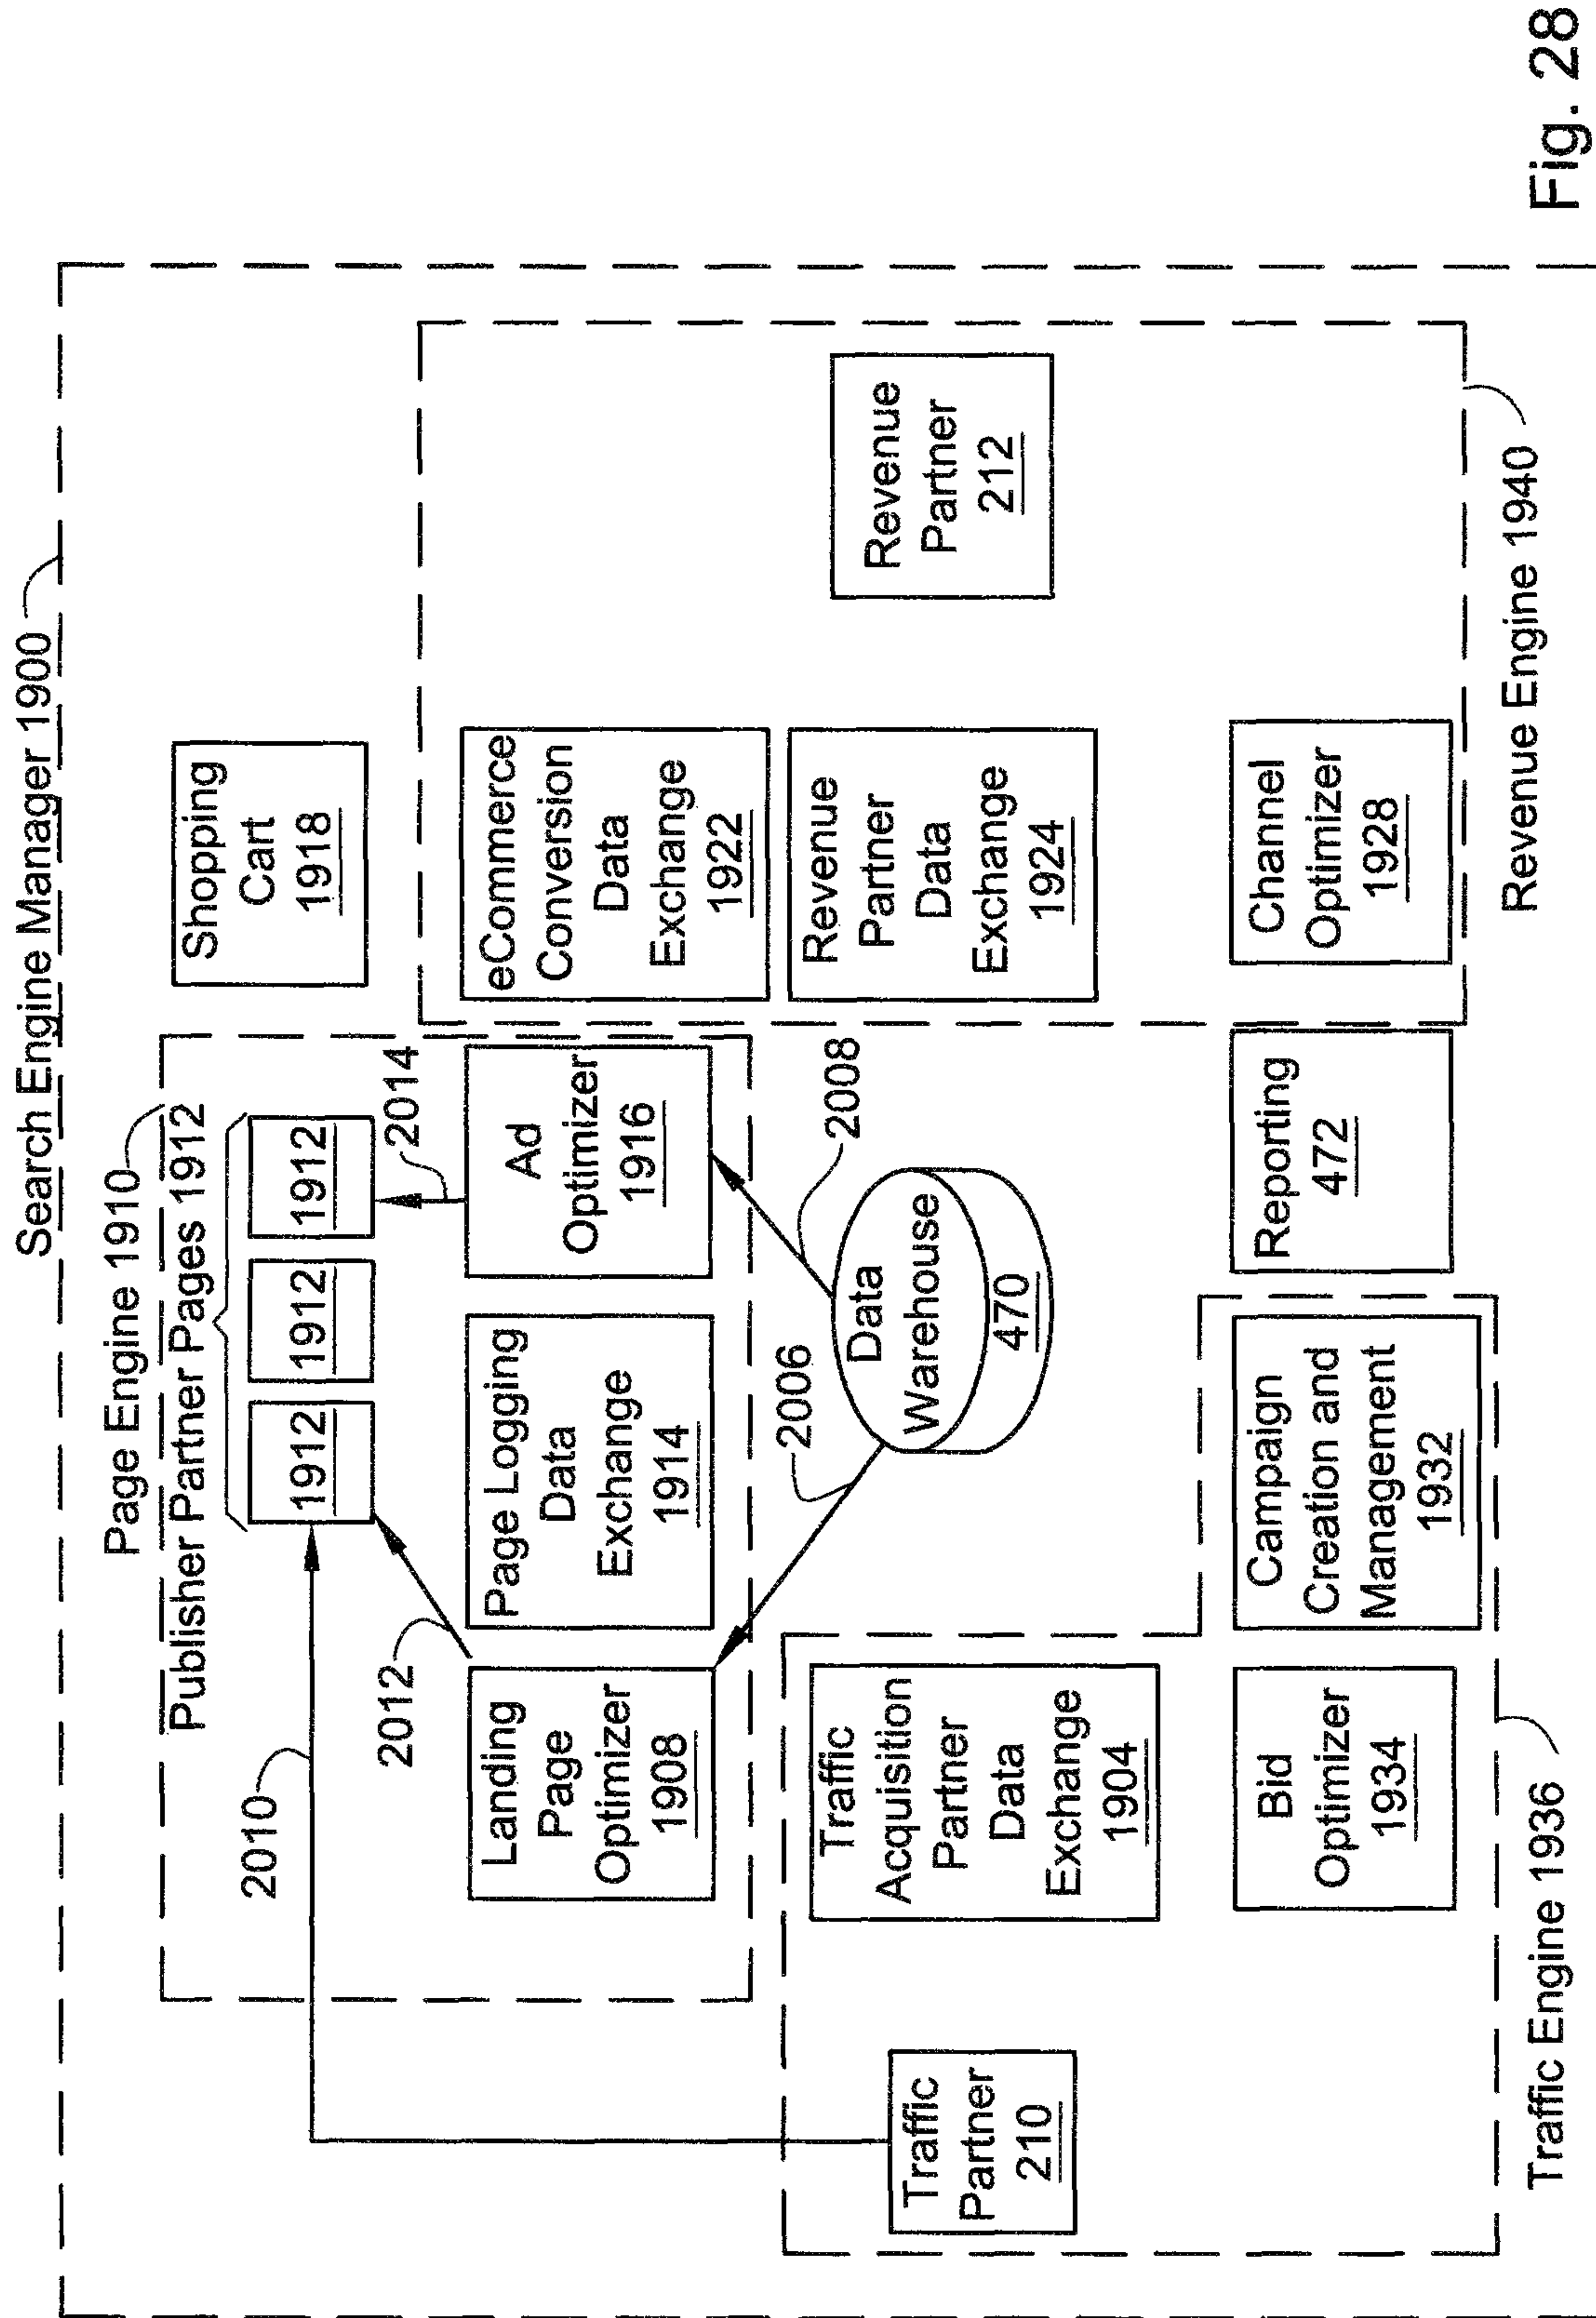 Search Engine Manager 1900
Page Engine 1910
Publisher Partner Pages 1912
1912
1912
1912
2010
2012
2014
Landing
Page
Optimizer
1908
Page Logging
Data
Exchange
1914
Ad
Optimizer
1916
Shopping
Cart
1918
eCommerce
Conversion
Data
Exchange
1922
Revenue
Partner
Data
Exchange
1924
Revenue
Partner
212
2006
2008
Data
Warehouse
470
Traffic
Partner
210
Traffic
Acquisition
Partner
Data
Exchange
1904
Bid
Optimizer
1934
Campaign
Creation and
Management
1932
Reporting
472
Channel
Optimizer
1928
Traffic Engine 1936
Revenue Engine 1940
Fig. 28